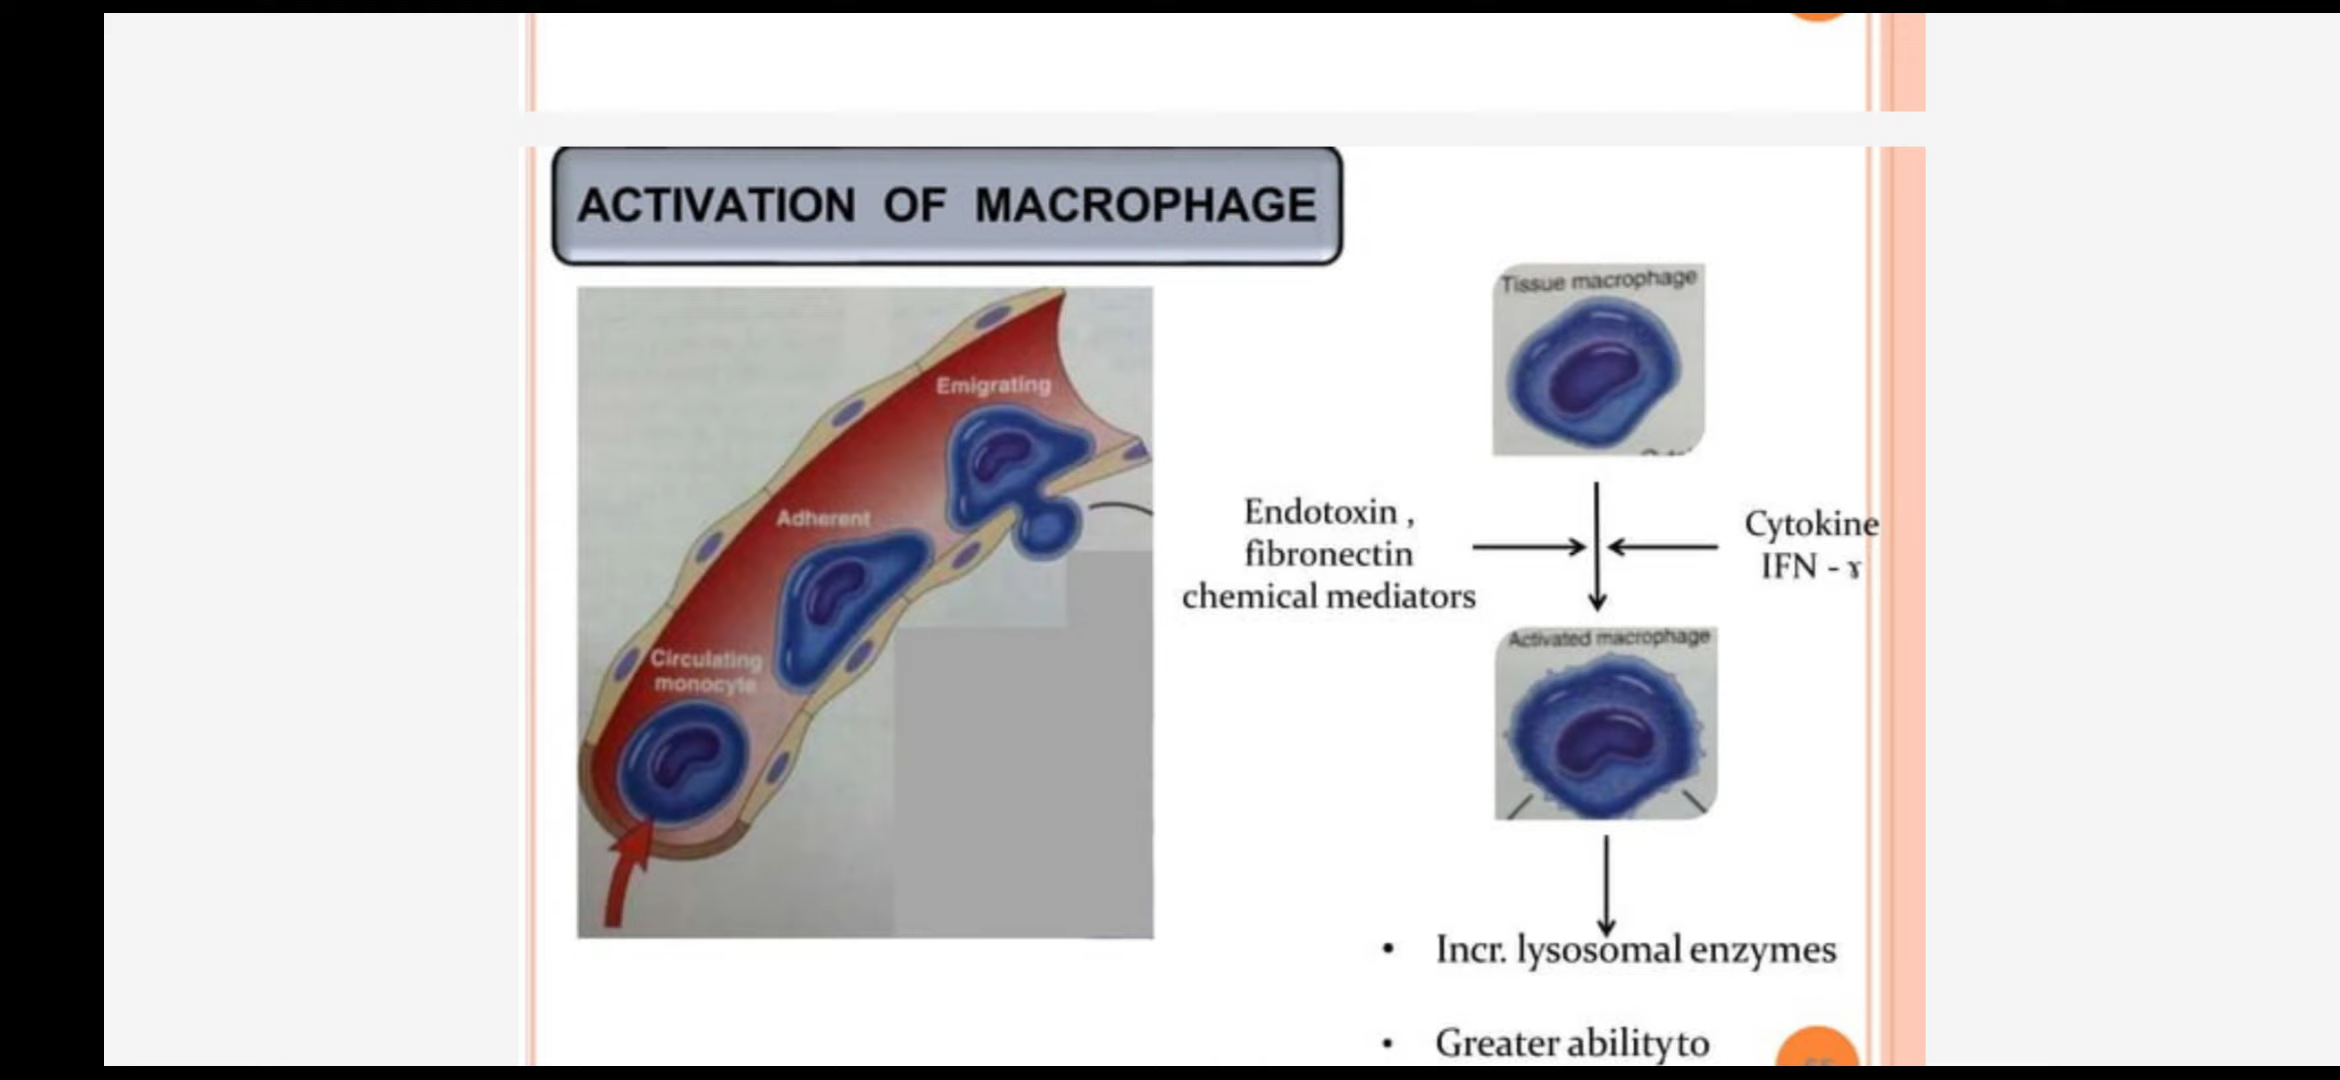 ACTIVATION OF MACROPHAGE
Emigrating
Adherent
Circulating
monocyte
Tissue macrophage
Endotoxin ,
fibronectin
chemical mediators
Cytokine
IFN - ɤ
Activated macrophage
• Incr. lysosomal enzymes
• Greater ability to